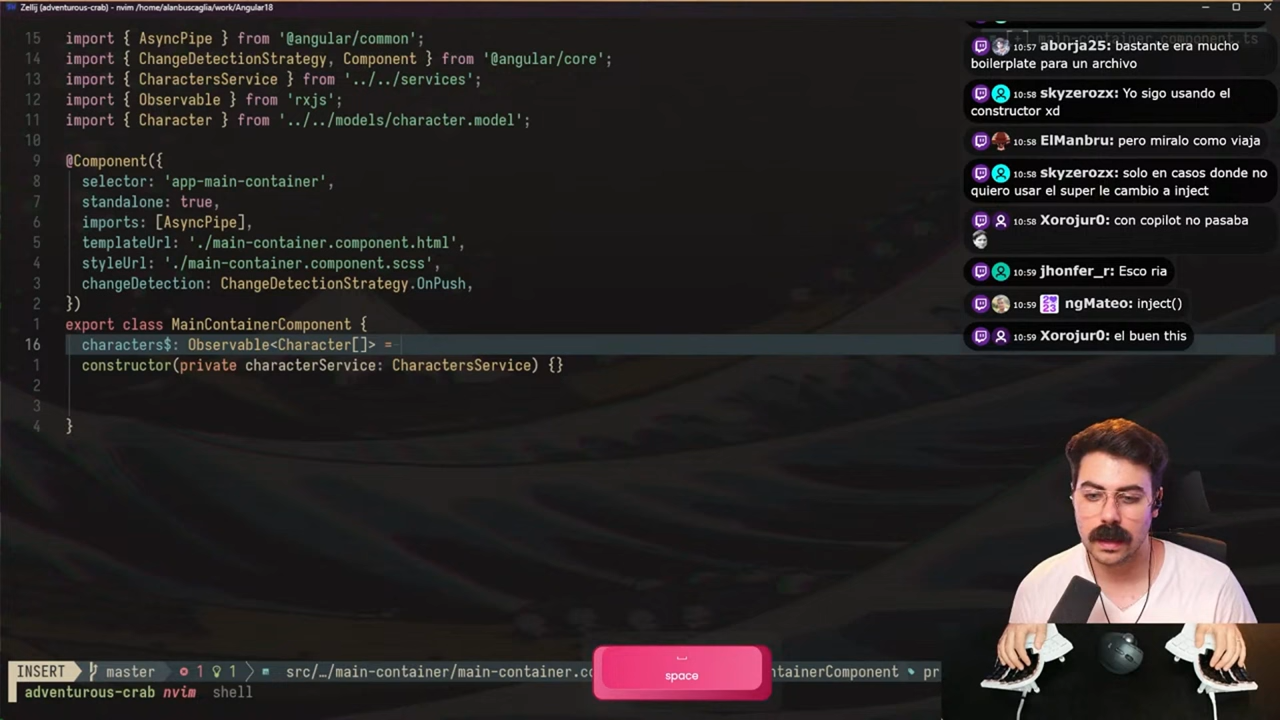 Zellij (adventurous-crab) - nvim /home/alanbuscaglia/work/Angular18
15 import { AsyncPipe } from '@angular/common';
14 import { ChangeDetectionStrategy, Component } from '@angular/core';
13 import { CharactersService } from '../../services';
12 import { Observable } from 'rxjs';
11 import { Character } from '../../models/character.model';
10
9 @Component({
8 selector: 'app-main-container',
7 standalone: true,
6 imports: [AsyncPipe],
5 templateUrl: './main-container.component.html',
4 styleUrl: './main-container.component.scss',
3 changeDetection: ChangeDetectionStrategy.OnPush,
2 })
1 export class MainContainerComponent {
16 characters$: Observable<Character[]> =
1 constructor(private characterService: CharactersService) {}
2
3
4 }
[+] main-container.component.ts
10:57 aborja25: bastante era mucho
boilerplate para un archivo
10:58 skyzerozx: Yo sigo usando el
constructor xd
10:58 ElManbru: pero miralo como viaja
10:58 skyzerozx: solo en casos donde no
quiero usar el super le cambio a inject
10:58 Xorojur0: con copilot no pasaba
10:59 jhonfer_r: Esco ria
10:59 ngMateo: inject()
10:59 Xorojur0: el buen this
space
INSERT master 1 1 src/…/main-container/main-container.co ntainerComponent pr
adventurous-crab nvim shell